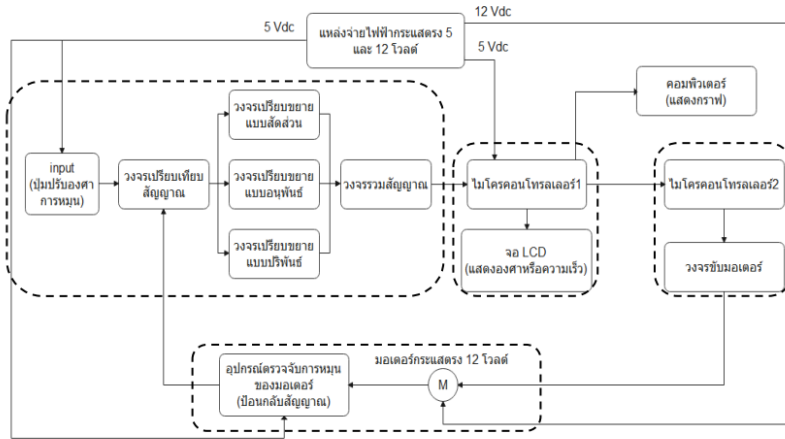 12 Vdc
5 Vdc
แหล่งจ่ายไฟฟ้ากระแสตรง 5
และ 12 โวลต์
5 Vdc
คอมพิวเตอร์
(แสดงกราฟ)
วงจรเปรียบขยาย
แบบสัดส่วน
input
(ปุ่มปรับองศา
การหมุน)
วงจรเปรียบเทียบ
สัญญาณ
วงจรเปรียบขยาย
แบบอนุพันธ์
วงจรรวมสัญญาณ
ไมโครคอนโทรลเลอร์1
ไมโครคอนโทรลเลอร์2
วงจรเปรียบขยาย
แบบปริพันธ์
จอ LCD
(แสดงองศาหรือความเร็ว)
วงจรขับมอเตอร์
อุปกรณ์ตรวจจับการหมุน
ของมอเตอร์
(ป้อนกลับสัญญาณ)
มอเตอร์กระแสตรง 12 โวลต์
M